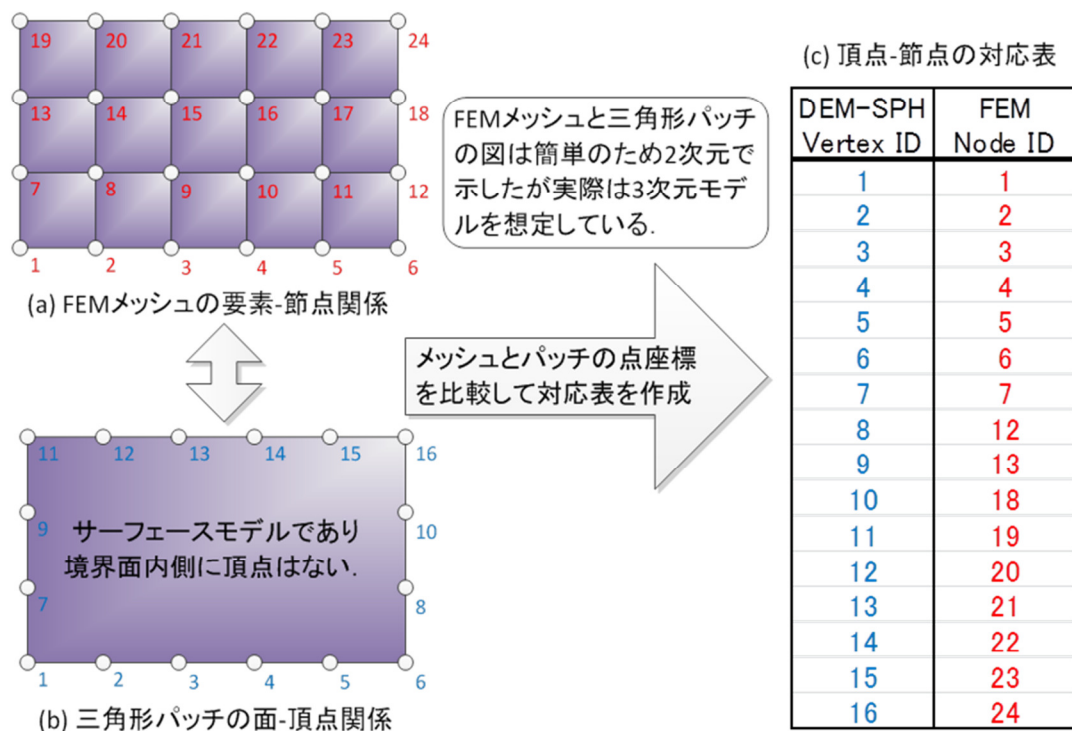 19 20 21 22 23 24
13 14 15 16 17 18
7 8 9 10 11 12
1 2 3 4 5 6
(a) FEMメッシュの要素-節点関係
FEMメッシュと三角形パッチ
の図は簡単のため2次元で
示したが実際は3次元モデ
ルを想定している.
メッシュとパッチの点座標
を比較して対応表を作成
11 12 13 14 15 16
9 10
サーフェースモデルであり
境界面内側に頂点はない.
7 8
1 2 3 4 5 6
(b) 三角形パッチの面-頂点関係
(c) 頂点-節点の対応表
DEM-SPH FEM
Vertex ID Node ID
1 1
2 2
3 3
4 4
5 5
6 6
7 7
8 12
9 13
10 18
11 19
12 20
13 21
14 22
15 23
16 24